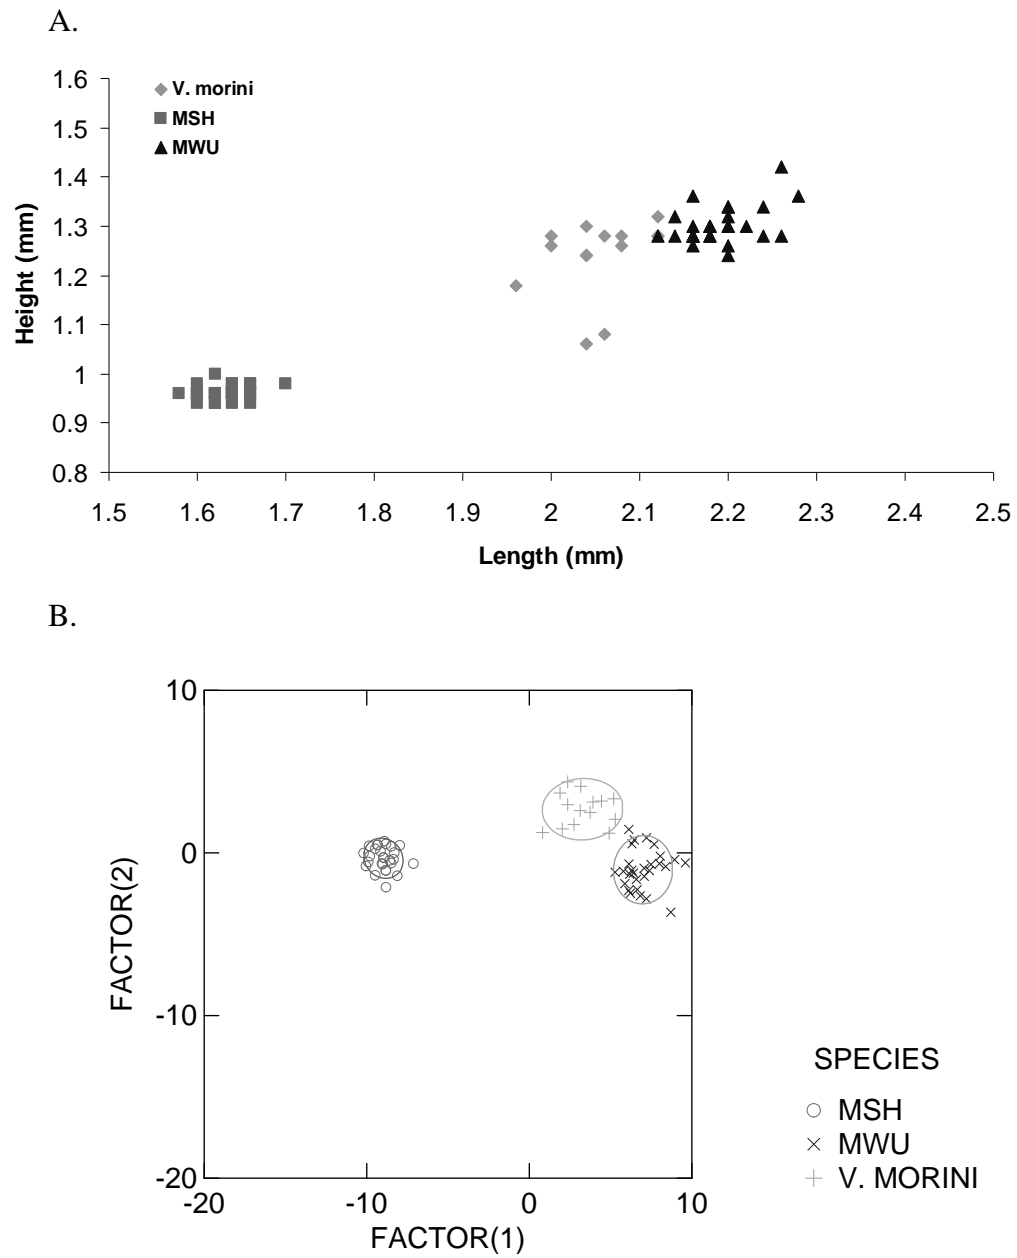 A.
1.6
1.5
1.4
1.3
1.2
1.1
1
0.9
0.8
Height (mm)
V. morini
MSH
MWU
1.5 1.6 1.7 1.8 1.9 2 2.1 2.2 2.3 2.4 2.5
Length (mm)
B.
10
0
-10
-20
FACTOR(2)
-20 -10 0 10
FACTOR(1)
SPECIES
MSH
MWU
V. MORINI